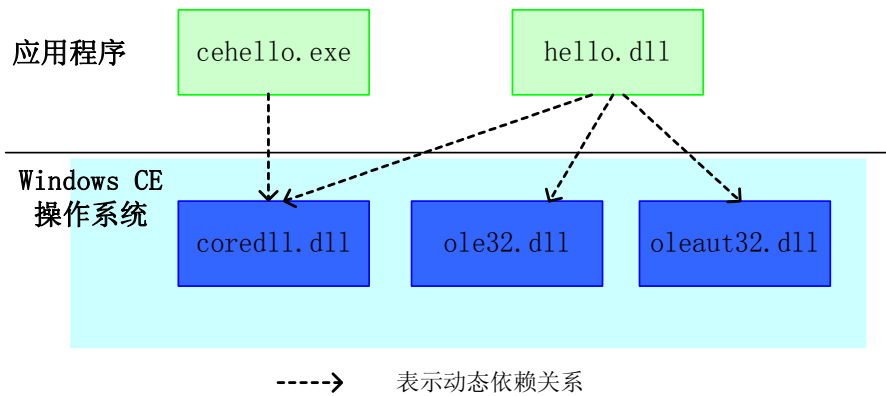 应用程序
cehello.exe
hello.dll
Windows CE
操作系统
coredll.dll
ole32.dll
oleaut32.dll
表示动态依赖关系